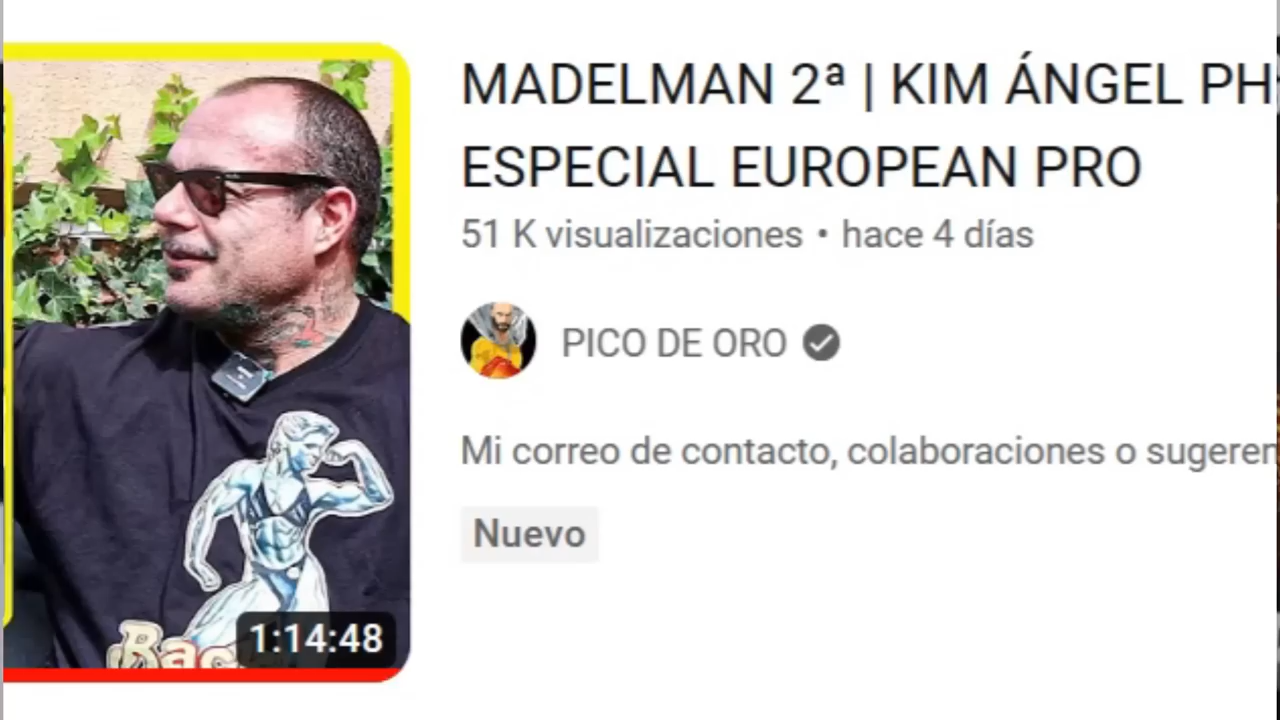 MADELMAN 2ª | KIM ÁNGEL PH
ESPECIAL EUROPEAN PRO
51 K visualizaciones • hace 4 días
PICO DE ORO
Mi correo de contacto, colaboraciones o sugeren
Nuevo
1:14:48